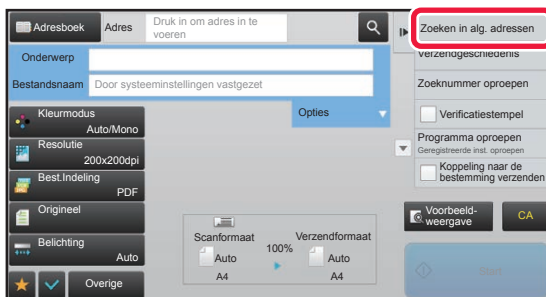 Adresboek
Adres
Druk in om adres in te
voeren
Onderwerp
Bestandsnaam
Door systeeminstellingen vastgezet
Opties
Kleurmodus
Auto/Mono
Resolutie
200x200dpi
Best.Indeling
PDF
Origineel
Belichting
Auto
Overige
Scanformaat
Auto
A4
100%
Verzendformaat
Auto
A4
Zoeken in alg. adressen
Verzendgeschiedenis
Zoeknummer oproepen
Verificatiestempel
Programma oproepen
Geregistreerde inst. oproepen
Koppeling naar de
bestemming verzenden
Voorbeeld-
weergave
CA
Start